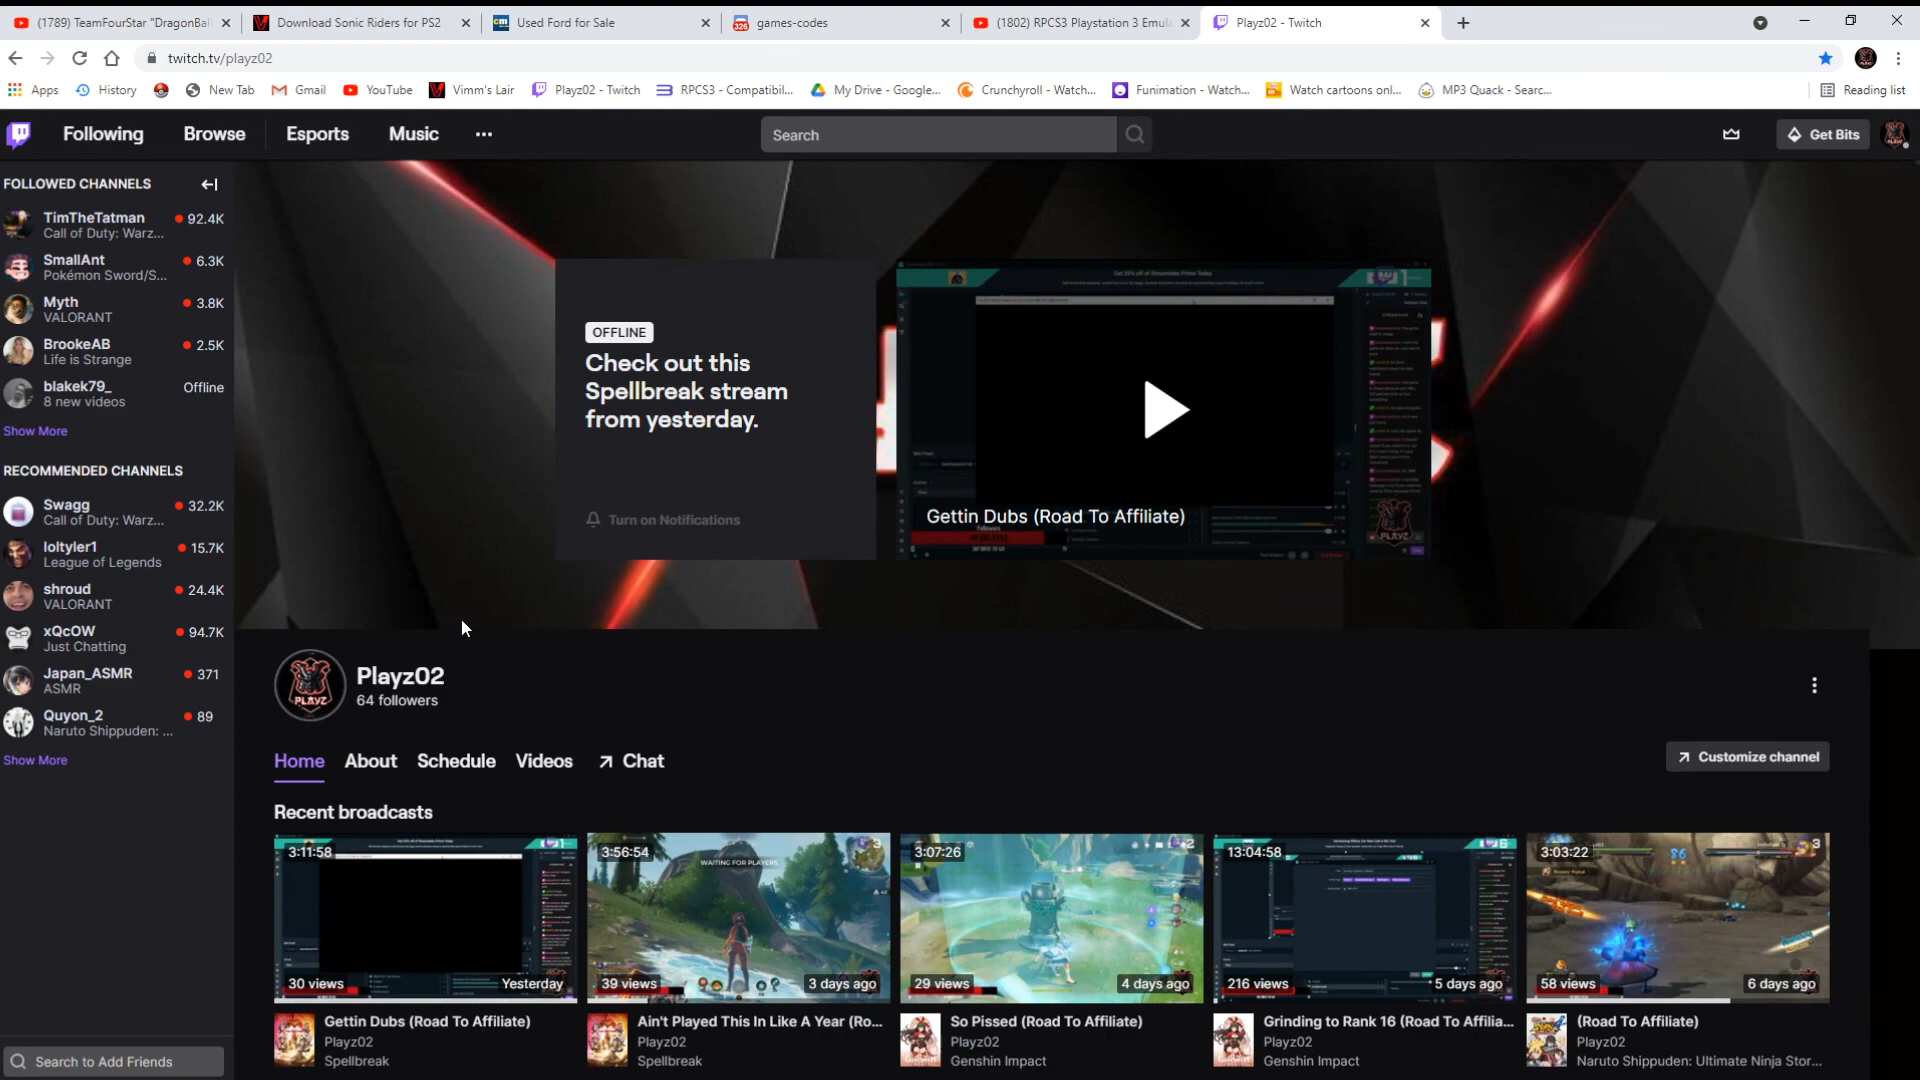 (1789) TeamFourStar "DragonBal
Download Sonic Riders for PS2
Used Ford for Sale
games-codes
(1802) RPCS3 Playstation 3 Emula
Playz02 - Twitch
twitch.tv/playz02
Apps
History
New Tab
Gmail
YouTube
Vimm's Lair
Playz02 - Twitch
RPCS3 - Compatibil...
My Drive - Google...
Crunchyroll - Watch...
Funimation - Watch...
Watch cartoons onl...
MP3 Quack - Searc...
Reading list
Following
Browse
Esports
Music
Search
Get Bits
FOLLOWED CHANNELS
TimTheTatman 92.4K
Call of Duty: Warz...
SmallAnt 6.3K
Pokémon Sword/S...
Myth 3.8K
VALORANT
BrookeAB 2.5K
Life is Strange
blakek79_ Offline
8 new videos
Show More
RECOMMENDED CHANNELS
Swagg 32.2K
Call of Duty: Warz...
loltyler1 15.7K
League of Legends
shroud 24.4K
VALORANT
xQcOW 94.7K
Just Chatting
Japan_ASMR 371
ASMR
Quyon_2 89
Naruto Shippuden: ...
Show More
Search to Add Friends
OFFLINE
Check out this
Spellbreak stream
from yesterday.
Turn on Notifications
Gettin Dubs (Road To Affiliate)
PLAYZ
Playz02
64 followers
Home
About
Schedule
Videos
Chat
Customize channel
Recent broadcasts
3:11:58
30 views
Yesterday
Gettin Dubs (Road To Affiliate)
Playz02
Spellbreak
3:56:54
WAITING FOR PLAYERS
39 views
3 days ago
Ain't Played This In Like A Year (Ro...
Playz02
Spellbreak
3:07:26
29 views
4 days ago
So Pissed (Road To Affiliate)
Playz02
Genshin Impact
13:04:58
216 views
5 days ago
Grinding to Rank 16 (Road To Affilia...
Playz02
Genshin Impact
3:03:22
58 views
6 days ago
(Road To Affiliate)
Playz02
Naruto Shippuden: Ultimate Ninja Stor...